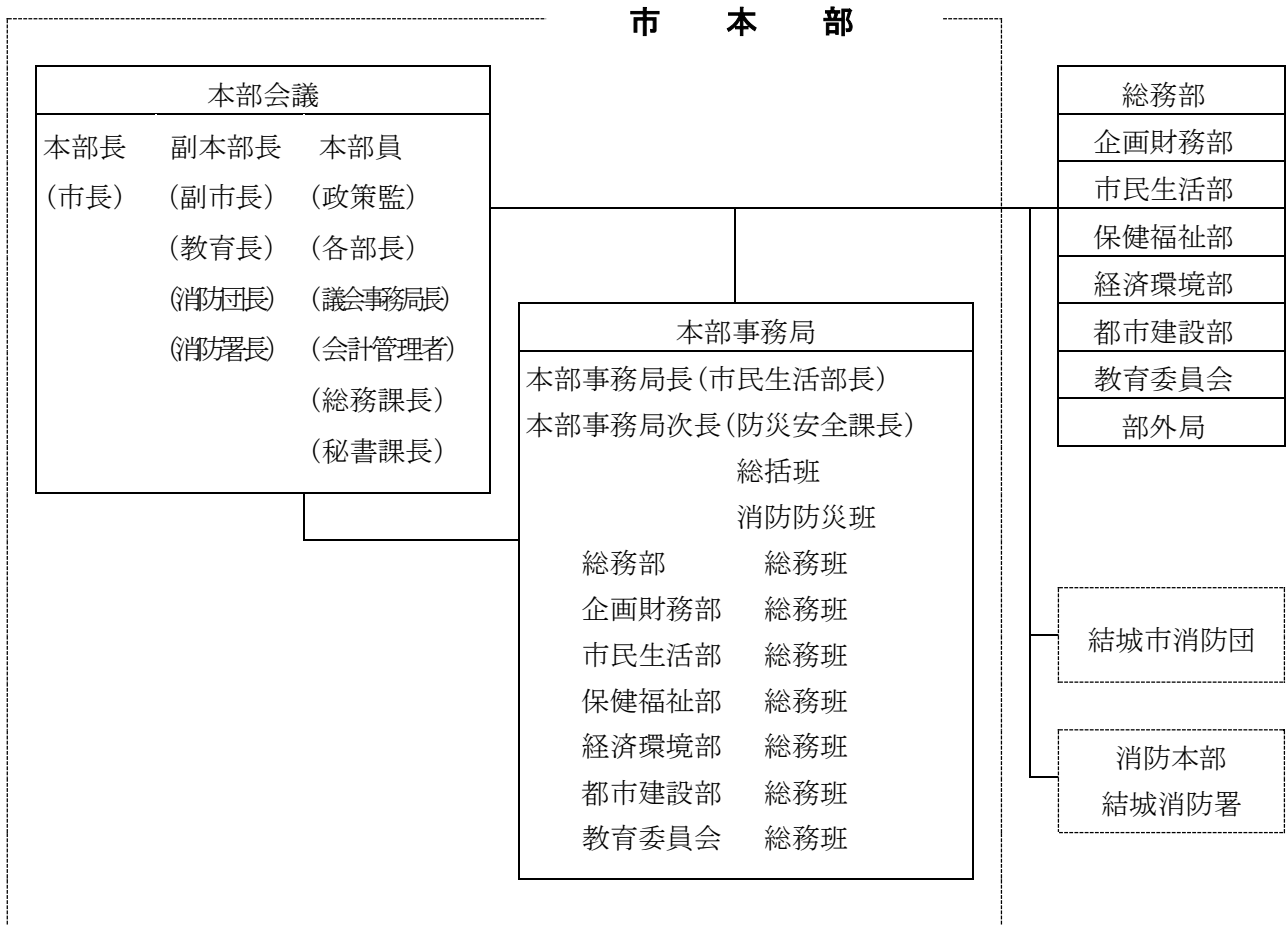 市 本 部
本部会議
本部長 副本部長 本部員
(市長) (副市長) (政策監)
(教育長) (各部長)
(消防団長) (議会事務局長)
(消防署長) (会計管理者)
(総務課長)
(秘書課長)
本部事務局
本部事務局長(市民生活部長)
本部事務局次長(防災安全課長)
総括班
消防防災班
総務部 総務班
企画財務部 総務班
市民生活部 総務班
保健福祉部 総務班
経済環境部 総務班
都市建設部 総務班
教育委員会 総務班
総務部
企画財務部
市民生活部
保健福祉部
経済環境部
都市建設部
教育委員会
部外局
結城市消防団
消防本部
結城消防署